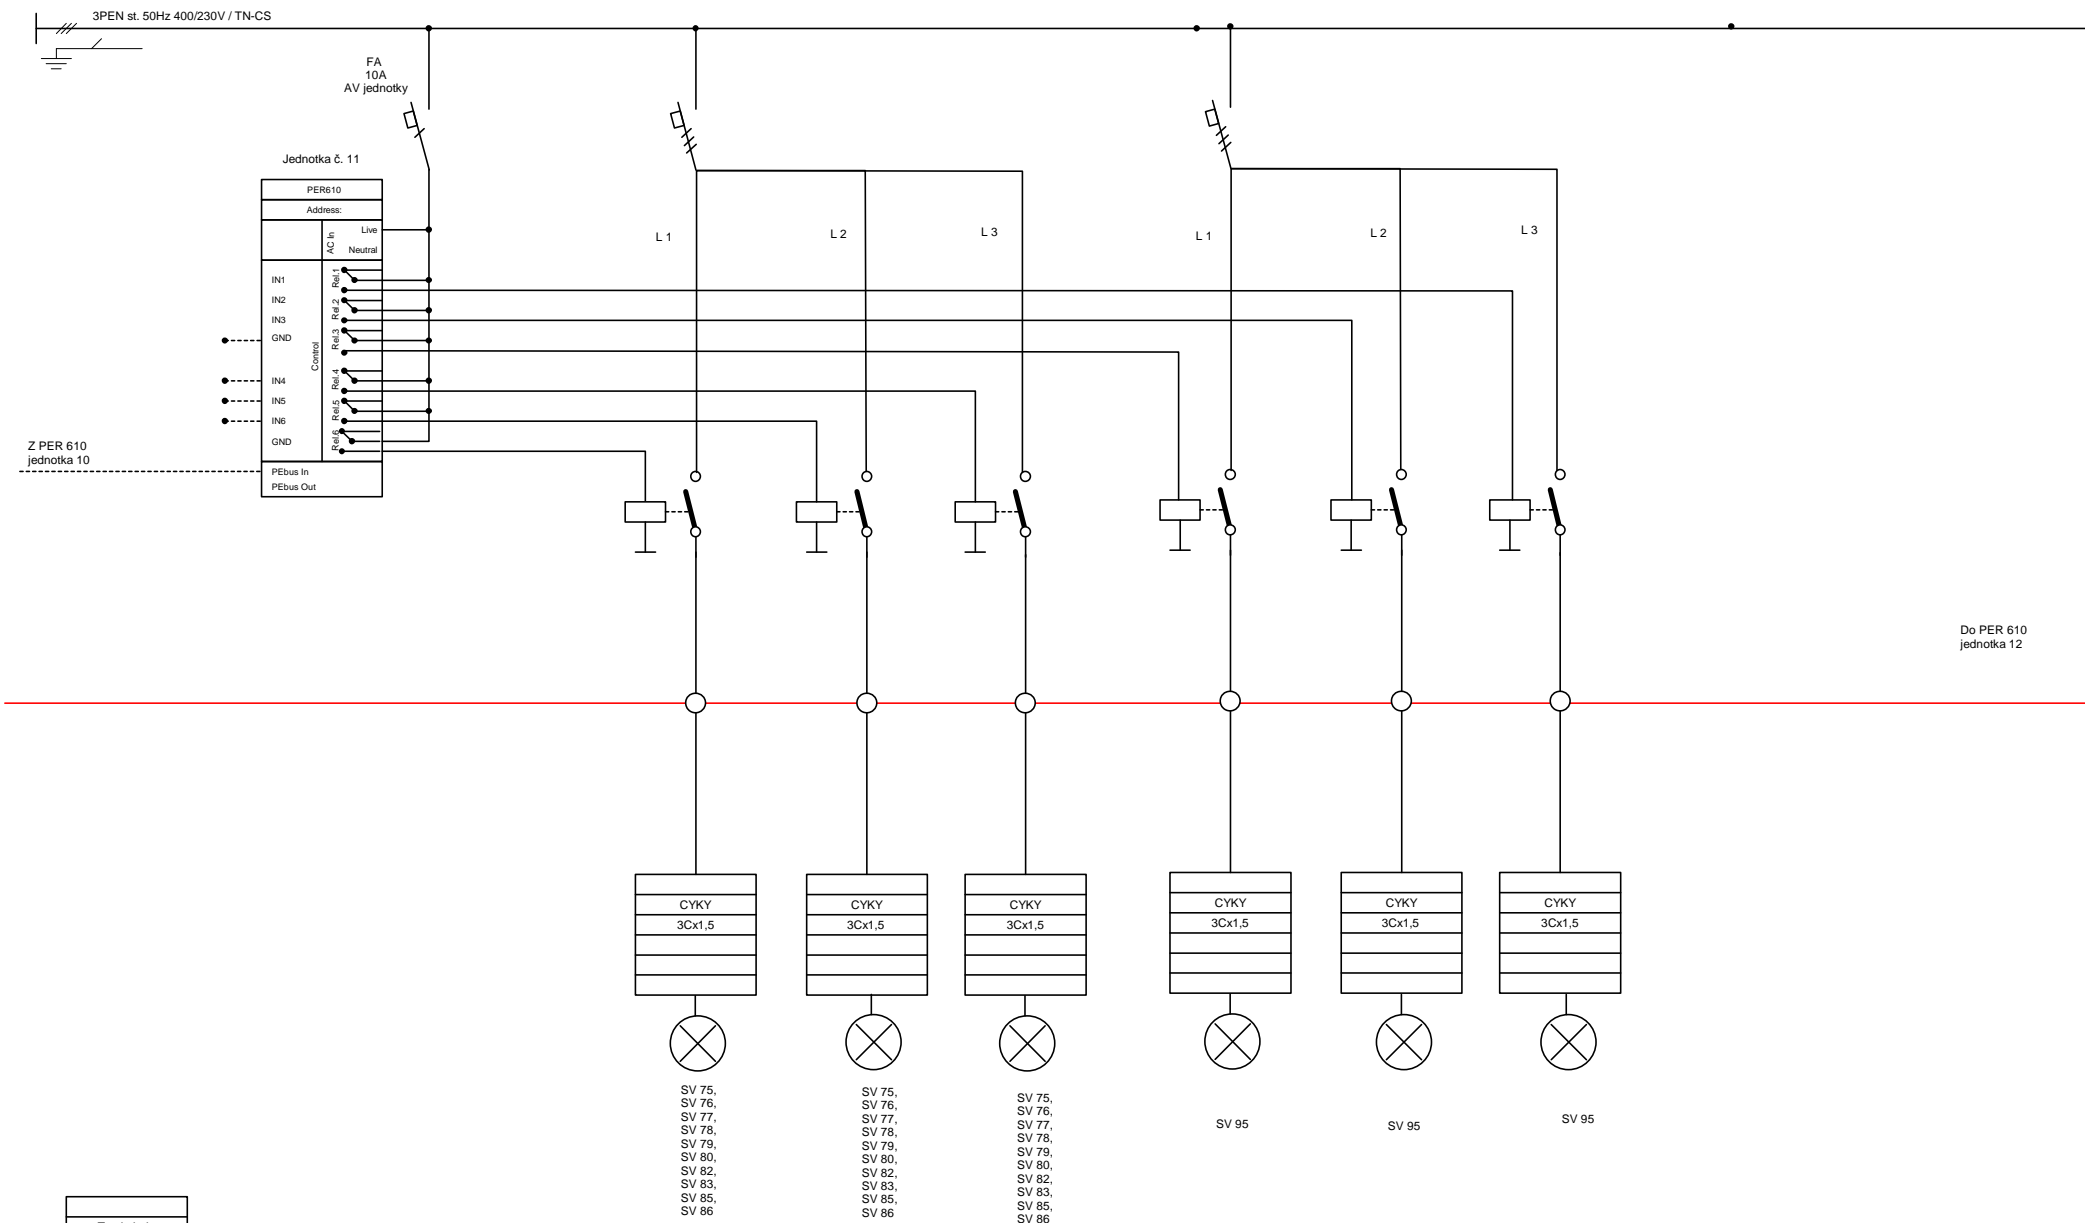 3PEN st. 50Hz 400/230V / TN-CS
FA
10A
AV jednotky
Jednotka č. 11
PER610
Address:
AC In
Live
Neutral
Control
IN1
IN2
IN3
GND
IN4
IN5
IN6
GND
Rel.1
Rel.2
Rel.3
Rel.4
Rel.5
Rel.6
PEbus In
PEbus Out
Z PER 610
jednotka 10
L 1
L 2
L 3
L 1
L 2
L 3
Do PER 610
jednotka 12
CYKY
3Cx1,5
CYKY
3Cx1,5
CYKY
3Cx1,5
CYKY
3Cx1,5
CYKY
3Cx1,5
CYKY
3Cx1,5
SV 75,
SV 76,
SV 77,
SV 78,
SV 79,
SV 80,
SV 82,
SV 83,
SV 85,
SV 86
SV 75,
SV 76,
SV 77,
SV 78,
SV 79,
SV 80,
SV 82,
SV 83,
SV 85,
SV 86
SV 75,
SV 76,
SV 77,
SV 78,
SV 79,
SV 80,
SV 82,
SV 83,
SV 85,
SV 86
SV 95
SV 95
SV 95